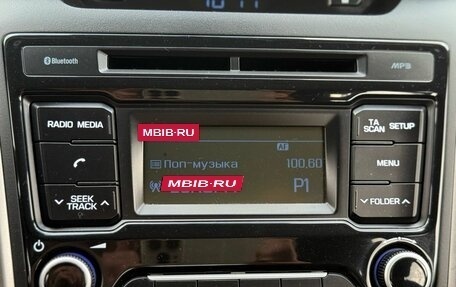 Bluetooth
MP3
RADIO MEDIA
TA SCAN SETUP
MBIB-RU
AF
Поп-музыка 100,60
MENU
MBIB-RU P1
SEEK TRACK
FOLDER